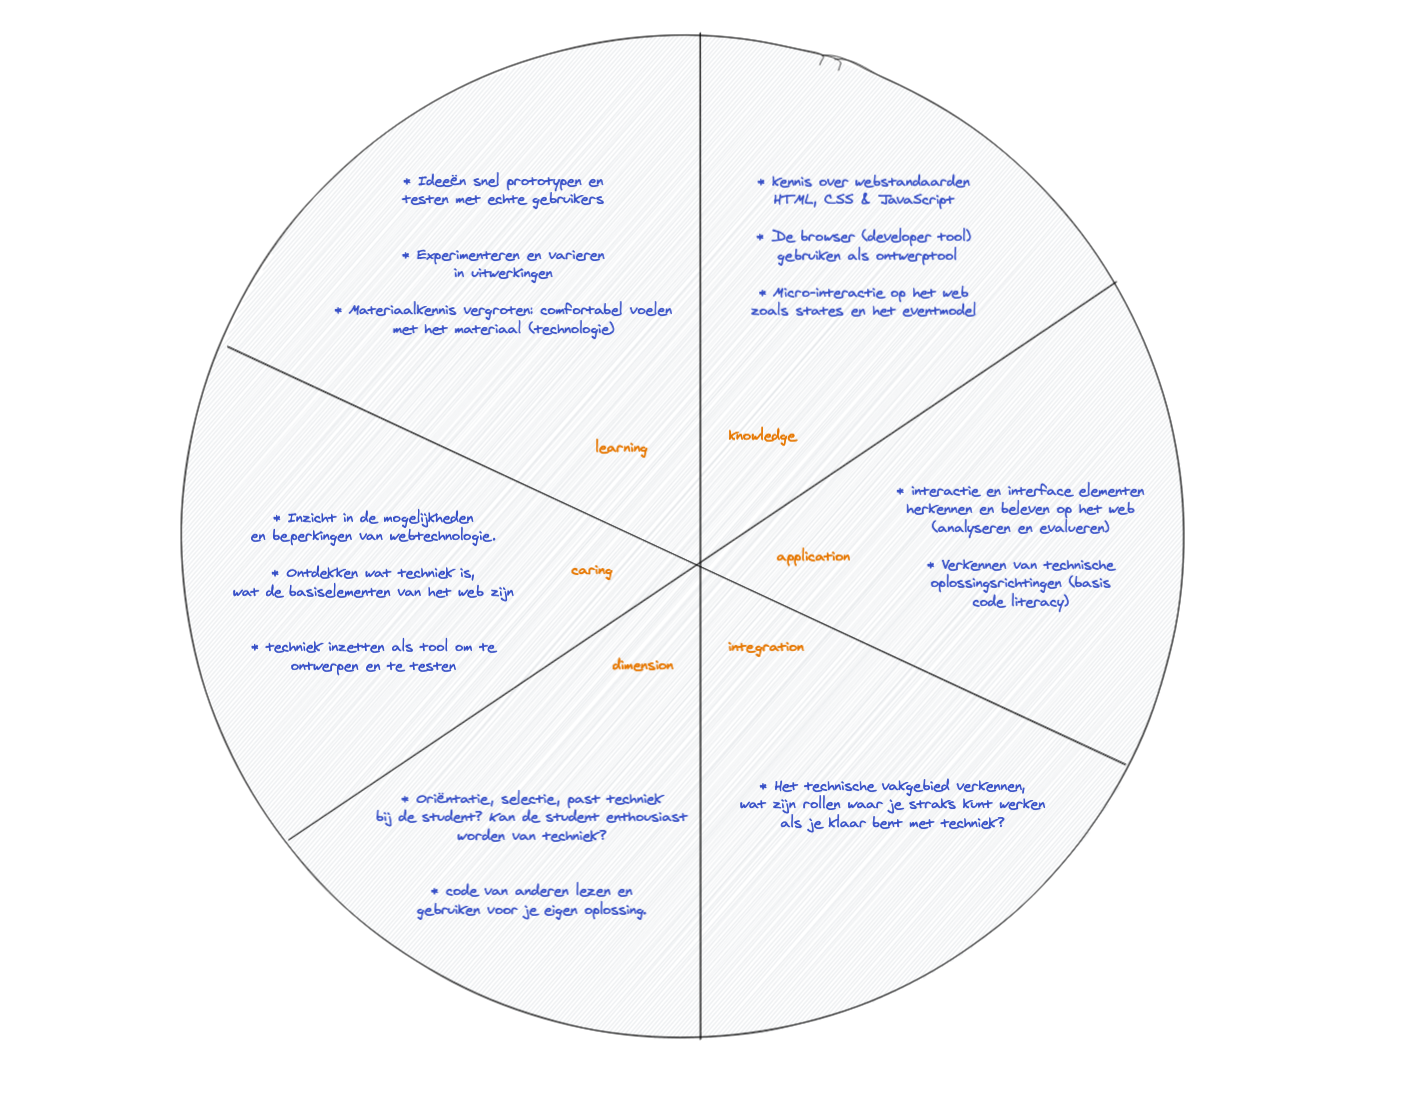 * Ideeën snel prototypen en
testen met echte gebruikers
* Experimenteren en varieren
in uitwerkingen
* Materiaalkennis vergroten: comfortabel voelen
met het materiaal (technologie)
learning
* Kennis over webstandaarden
HTML, CSS & JavaScript
* De browser (developer tool)
gebruiken als ontwerptool
* Micro-interactie op het web
zoals states en het eventmodel
knowledge
* interactie en interface elementen
herkennen en beleven op het web
(analyseren en evalueren)
* Verkennen van technische
oplossingsrichtingen (basis
code literacy)
application
* Inzicht in de mogelijkheden
en beperkingen van webtechnologie.
* Ontdekken wat techniek is,
wat de basiselementen van het web zijn
* techniek inzetten als tool om te
ontwerpen en te testen
caring
dimension
* Oriëntatie, selectie, past techniek
bij de student? Kan de student enthousiast
worden van techniek?
* code van anderen lezen en
gebruiken voor je eigen oplossing.
integration
* Het technische vakgebied verkennen,
wat zijn rollen waar je straks kunt werken
als je klaar bent met techniek?